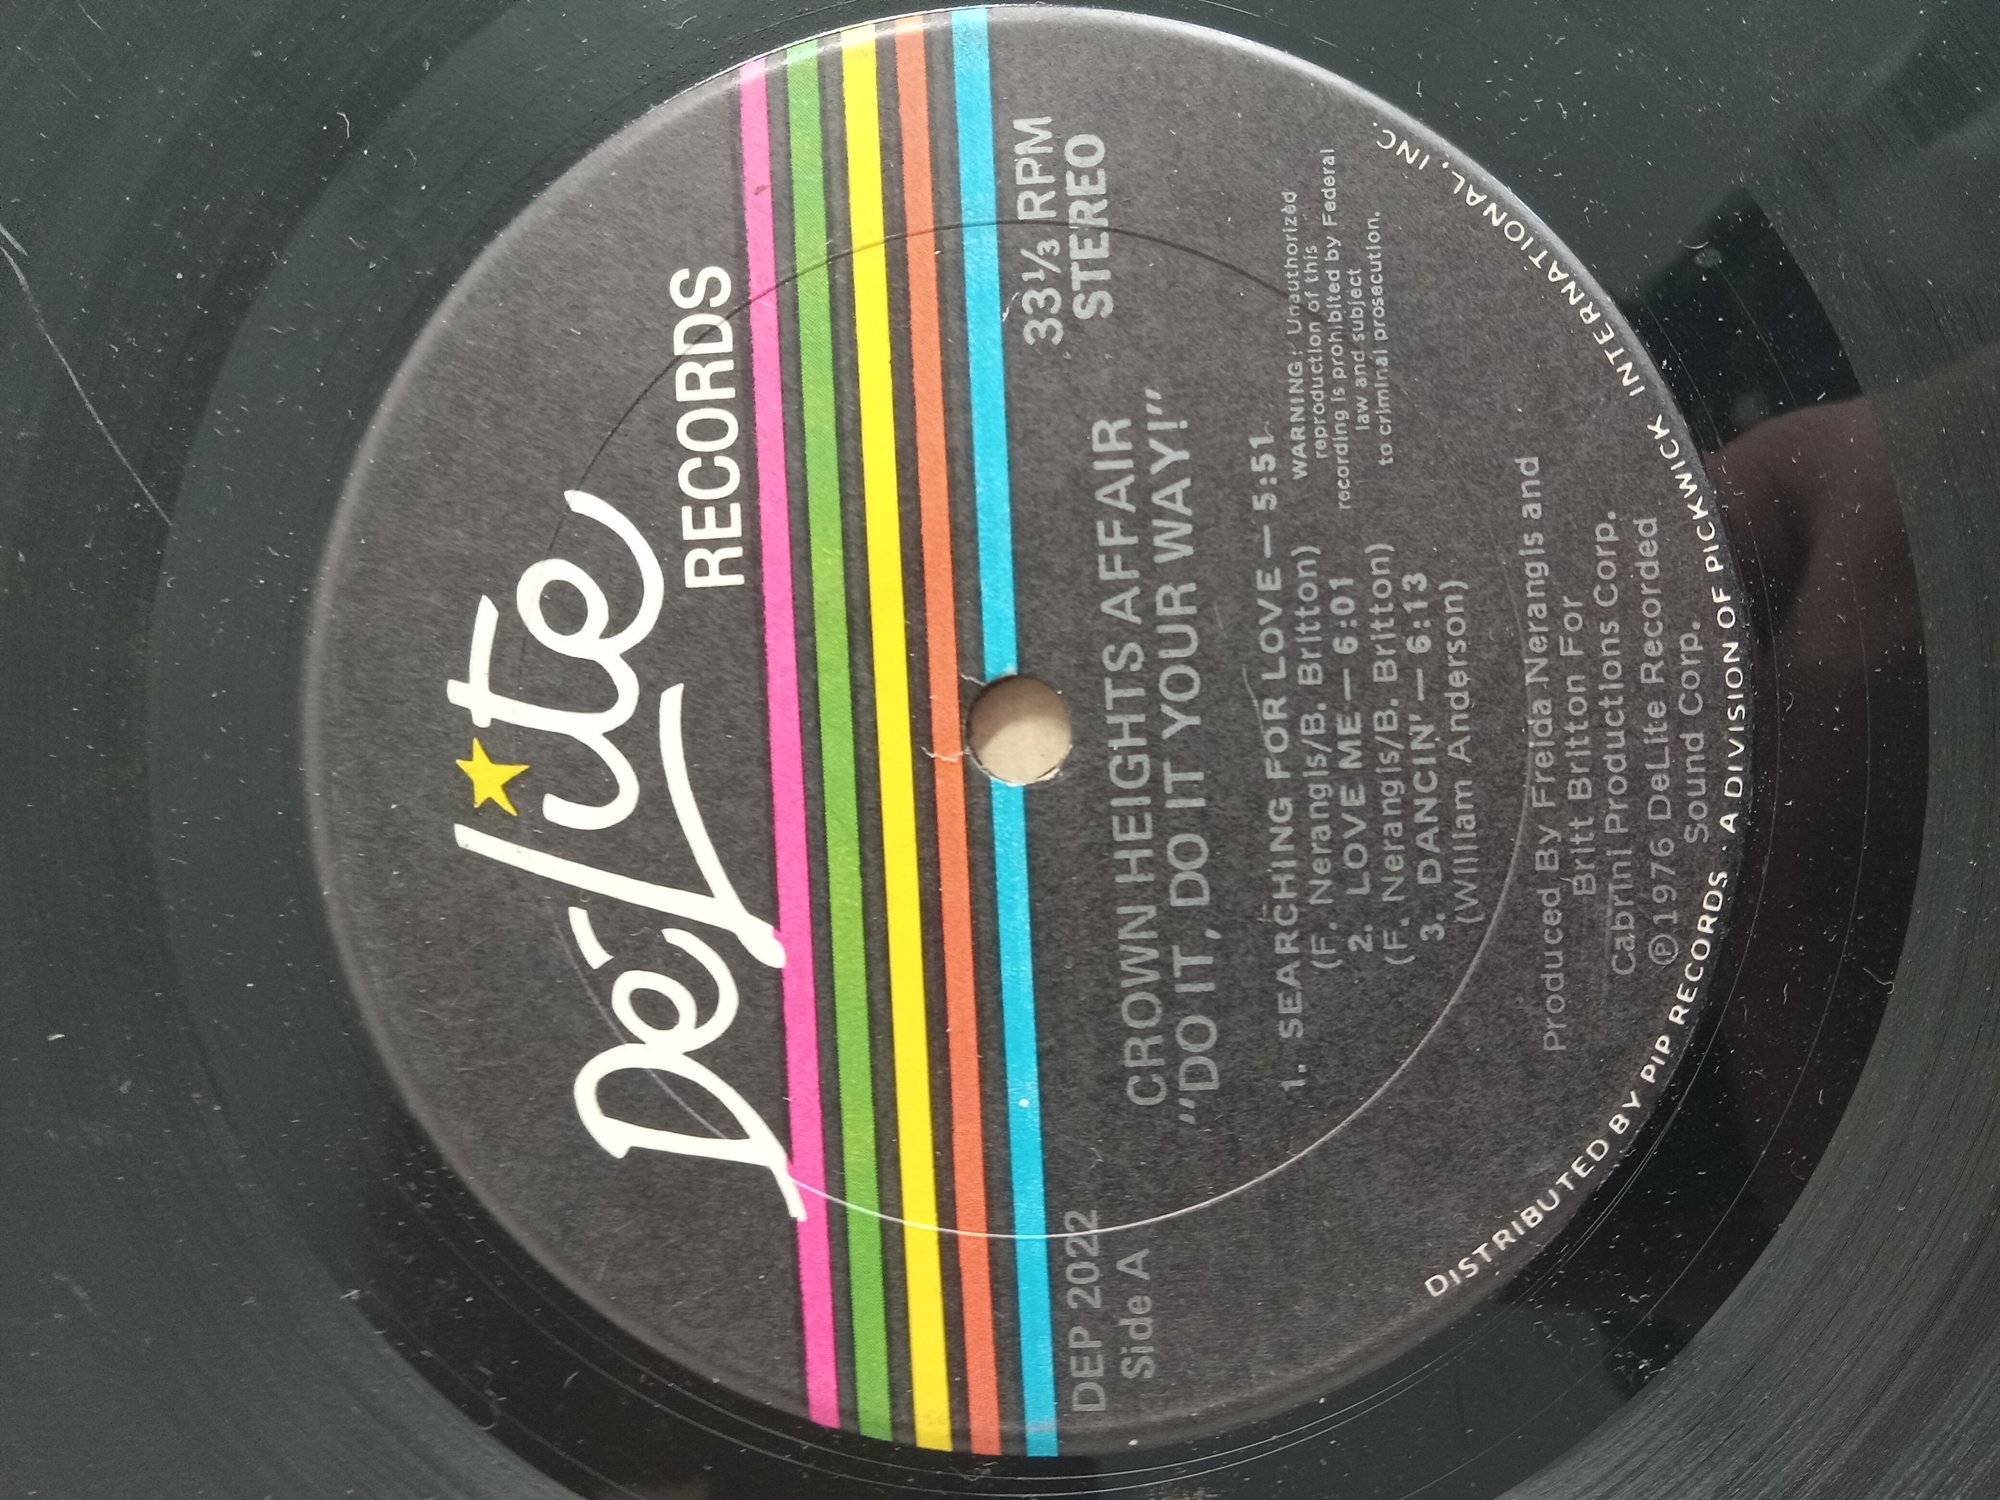 De-Lite
RECORDS
33⅓ RPM
STEREO
DEP 2022
Side A
CROWN HEIGHTS AFFAIR
"DO IT, DO IT YOUR WAY!"
1. SEARCHING FOR LOVE — 5:51
(F. Nerangis/B. Britton)
2. LOVE ME — 6:01
(F. Nerangis/B. Britton)
3. DANCIN' — 6:13
(William Anderson)
WARNING: Unauthorized
reproduction of this
recording is prohibited by Federal
law and subject
to criminal prosecution.
Produced By Freida Nerangis and
Britt Britton For
Cabrini Productions Corp.
℗ 1976 DeLite Recorded
Sound Corp.
DISTRIBUTED BY PIP RECORDS · A DIVISION OF PICKWICK INTERNATIONAL, INC.